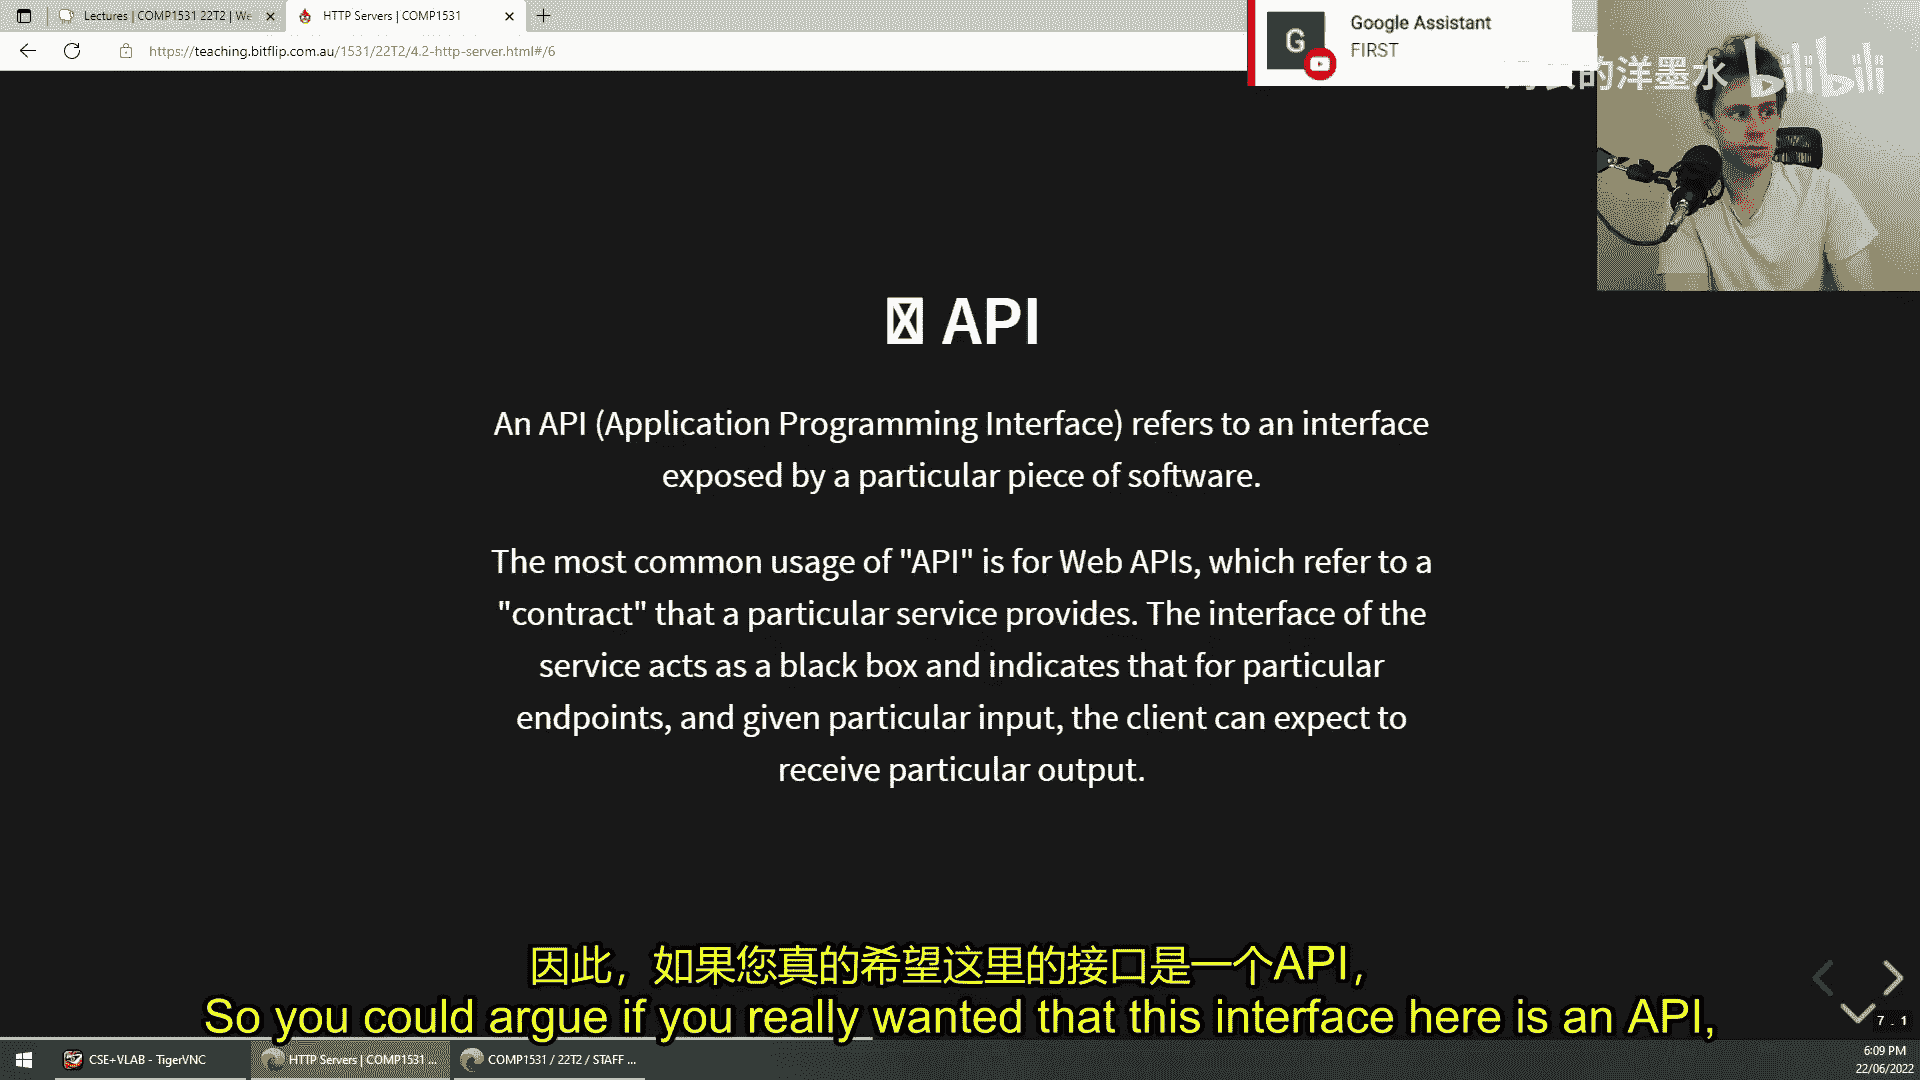 Lectures | COMP1531 22T2 | We
HTTP Servers | COMP1531
https://teaching.bitflip.com.au/1531/22T2/4.2-http-server.html#/6
G
Google Assistant
FIRST
的洋墨水
bilibili
API
An API (Application Programming Interface) refers to an interface
exposed by a particular piece of software.
The most common usage of "API" is for Web APIs, which refer to a
"contract" that a particular service provides. The interface of the
service acts as a black box and indicates that for particular
endpoints, and given particular input, the client can expect to
receive particular output.
因此，如果您真的希望这里的接口是一个API，
So you could argue if you really wanted that this interface here is an API,
7 . 1
CSE+VLAB - TigerVNC
HTTP Servers | COMP1531 ...
COMP1531 / 22T2 / STAFF ...
6:09 PM
22/06/2022